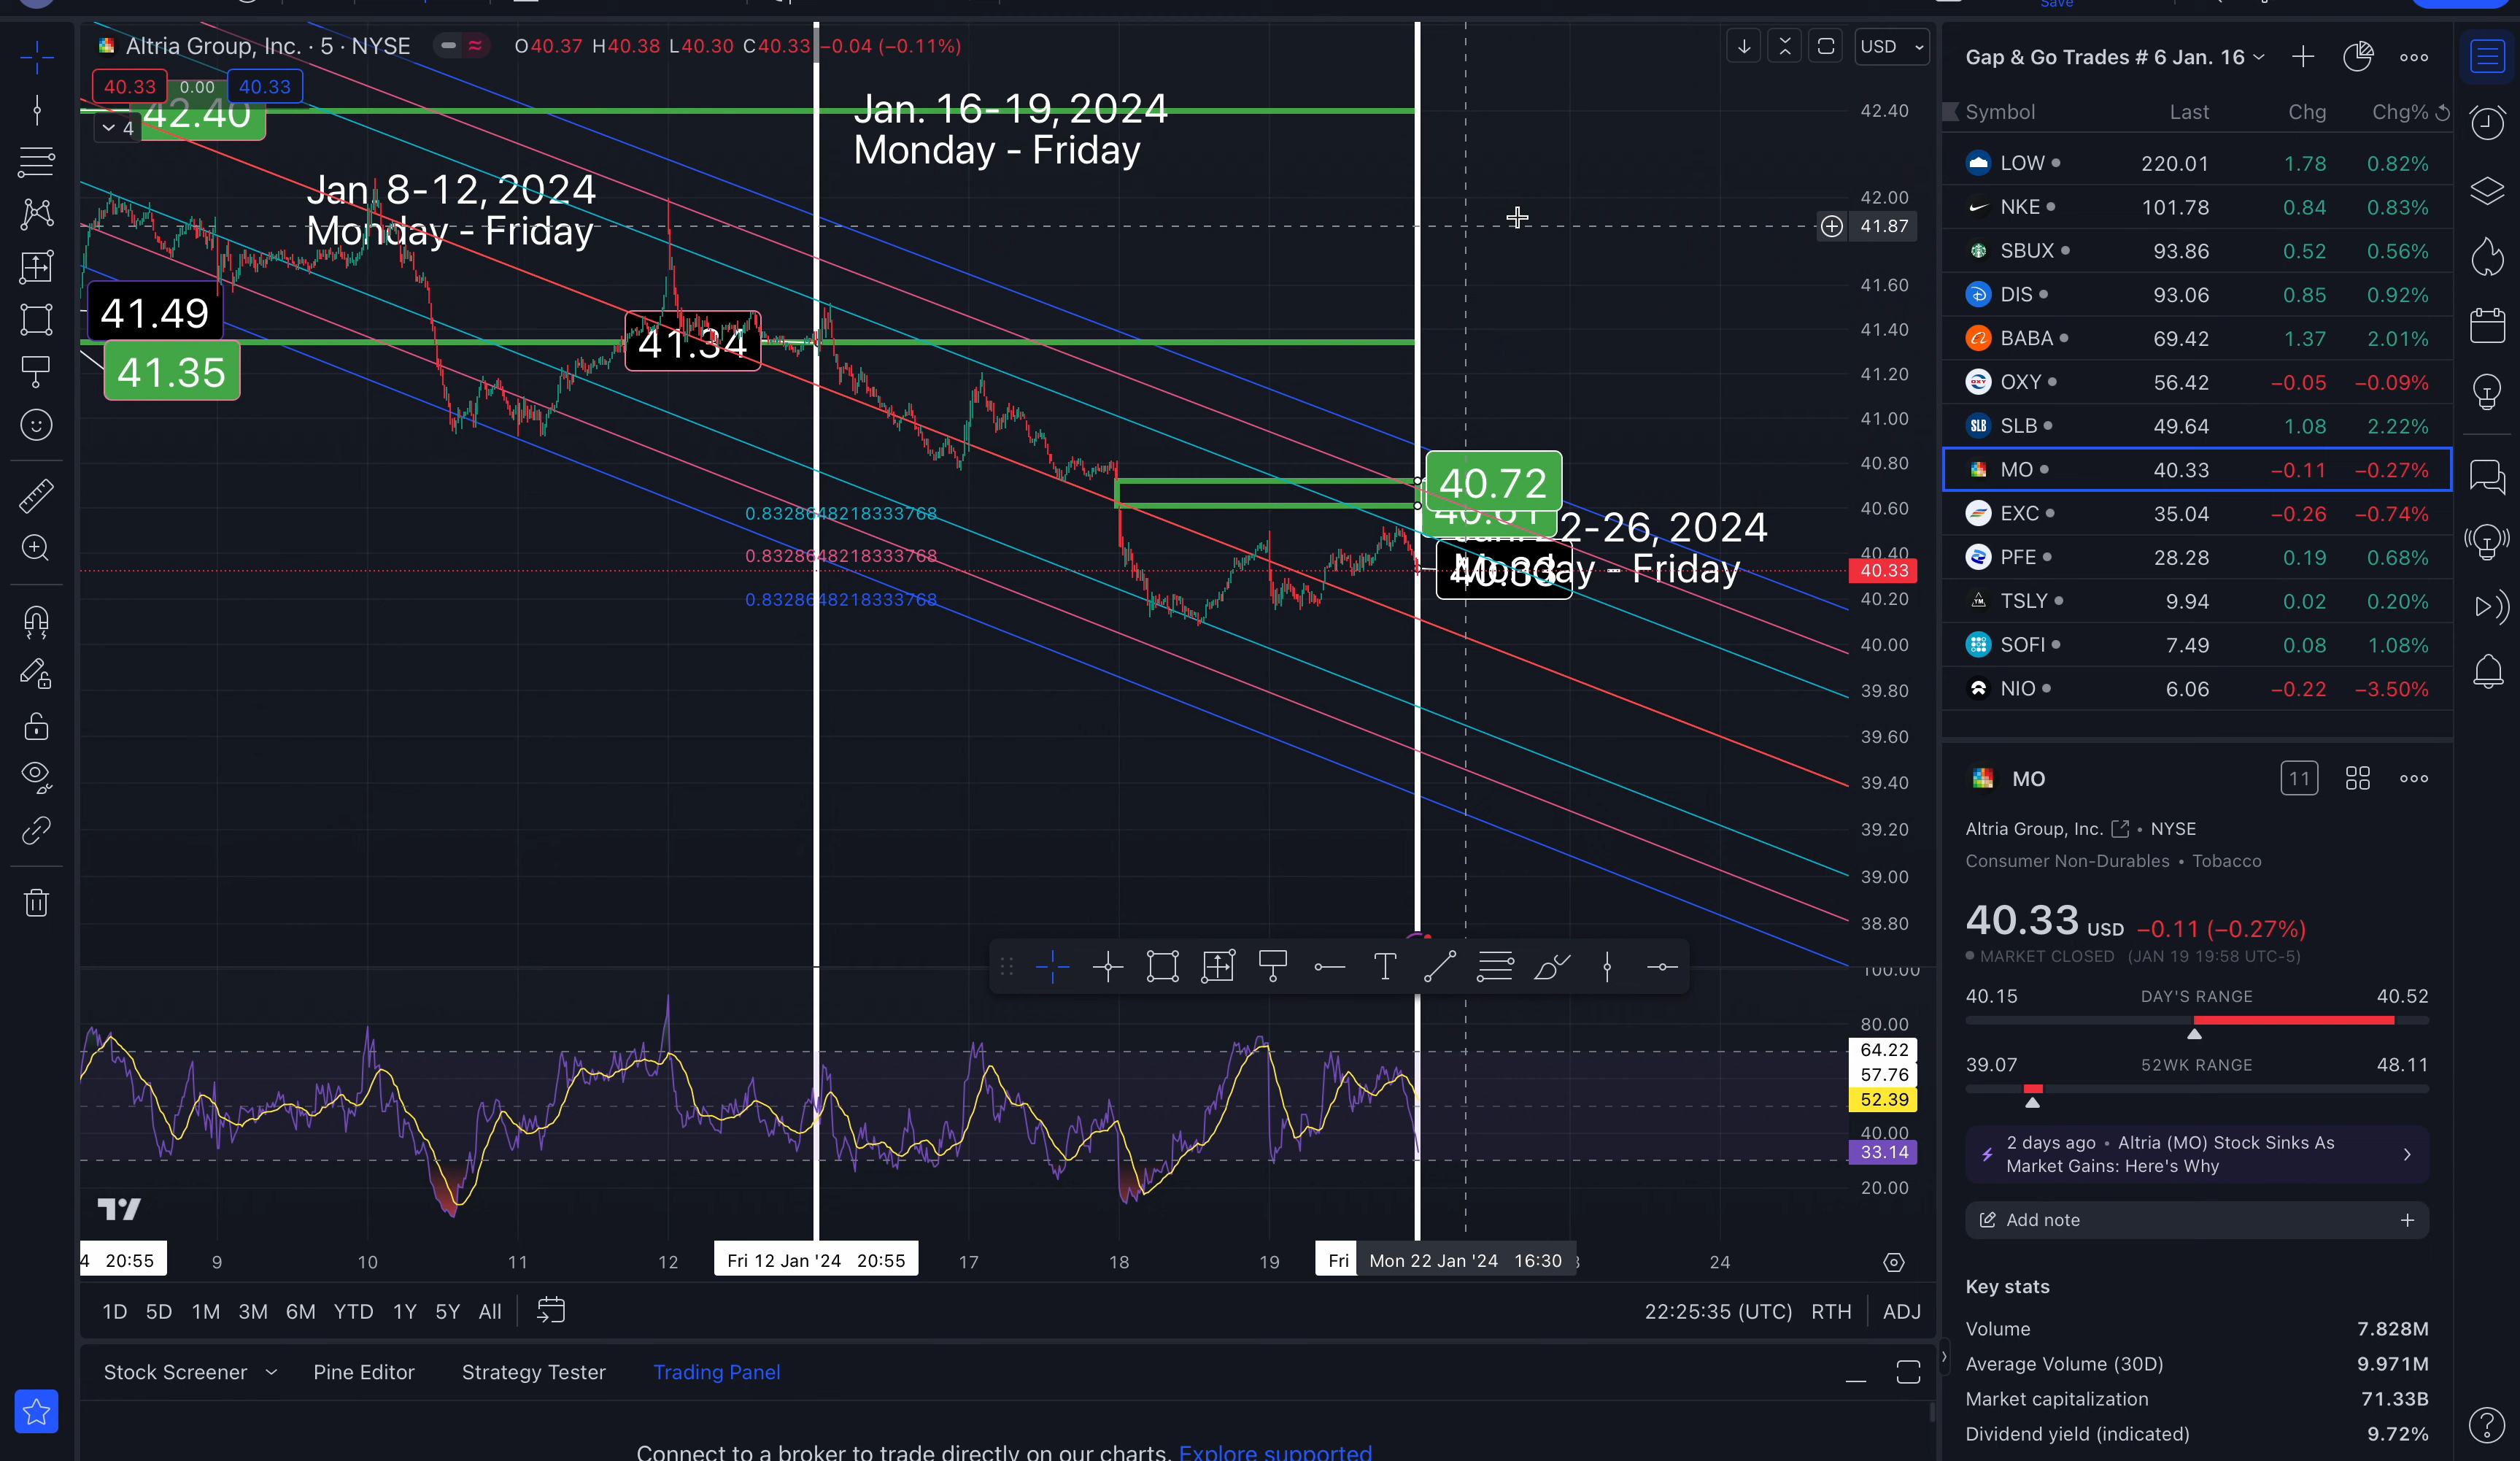 Save
Altria Group, Inc. · 5 · NYSE
O40.37 H40.38 L40.30 C40.33 −0.04 (−0.11%)
USD
40.33 0.00 40.33
42.40
4
Jan. 16-19, 2024
Monday - Friday
Jan. 8-12, 2024
Monday - Friday
41.49
41.35
41.34
40.72
2-26, 2024
Monday - Friday
0.8328648218333768
0.8328648218333768
0.8328648218333768
42.40
42.00
41.87
41.60
41.40
41.20
41.00
40.80
40.60
40.40
40.33
40.20
40.00
39.80
39.60
39.40
39.20
39.00
38.80
100.00
80.00
64.22
57.76
52.39
40.00
33.14
20.00
4 20:55
9
10
11
12
Fri 12 Jan '24 20:55
17
18
19
Fri
Mon 22 Jan '24 16:30
24
1D 5D 1M 3M 6M YTD 1Y 5Y All
22:25:35 (UTC) RTH ADJ
Stock Screener Pine Editor Strategy Tester Trading Panel
Connect to a broker to trade directly on our charts. Explore supported
Gap & Go Trades # 6 Jan. 16
Symbol Last Chg Chg%
LOW 220.01 1.78 0.82%
NKE 101.78 0.84 0.83%
SBUX 93.86 0.52 0.56%
DIS 93.06 0.85 0.92%
BABA 69.42 1.37 2.01%
OXY 56.42 −0.05 −0.09%
SLB SLB 49.64 1.08 2.22%
MO 40.33 −0.11 −0.27%
EXC 35.04 −0.26 −0.74%
PFE 28.28 0.19 0.68%
TSLY 9.94 0.02 0.20%
SOFI 7.49 0.08 1.08%
NIO 6.06 −0.22 −3.50%
MO
11
Altria Group, Inc. • NYSE
Consumer Non-Durables • Tobacco
40.33 USD −0.11 (−0.27%)
MARKET CLOSED (JAN 19 19:58 UTC-5)
40.15 DAY'S RANGE 40.52
39.07 52WK RANGE 48.11
2 days ago • Altria (MO) Stock Sinks As
Market Gains: Here's Why
Add note
Key stats
Volume 7.828M
Average Volume (30D) 9.971M
Market capitalization 71.33B
Dividend yield (indicated) 9.72%